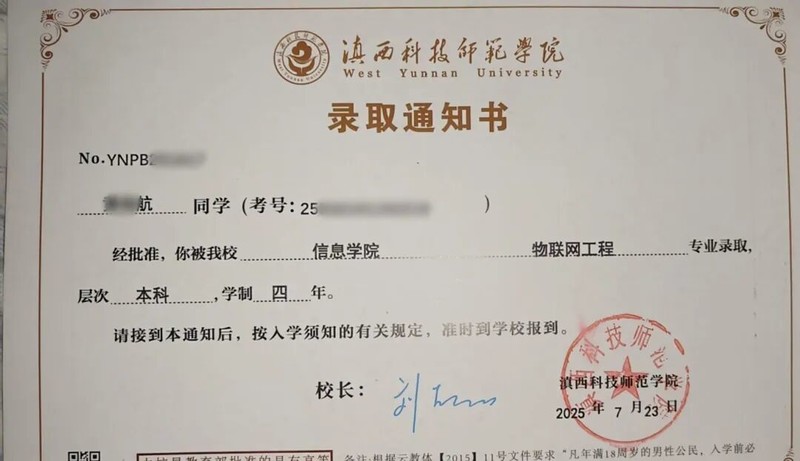 滇西科技师范学院
West Yunnan University
录取通知书
No.YNPB
航 同学(考号:25 )
经批准,你被我校 信息学院 物联网工程 专业录取,
层次 本科 ,学制 四 年。
请接到本通知后,按入学须知的有关规定,准时到学校报到。
校长:
滇西科技师范学院
2025 年 7 月 23 日
备注:根据云教体【2015】11号文件要求“凡年满18周岁的男性公民,入学前必